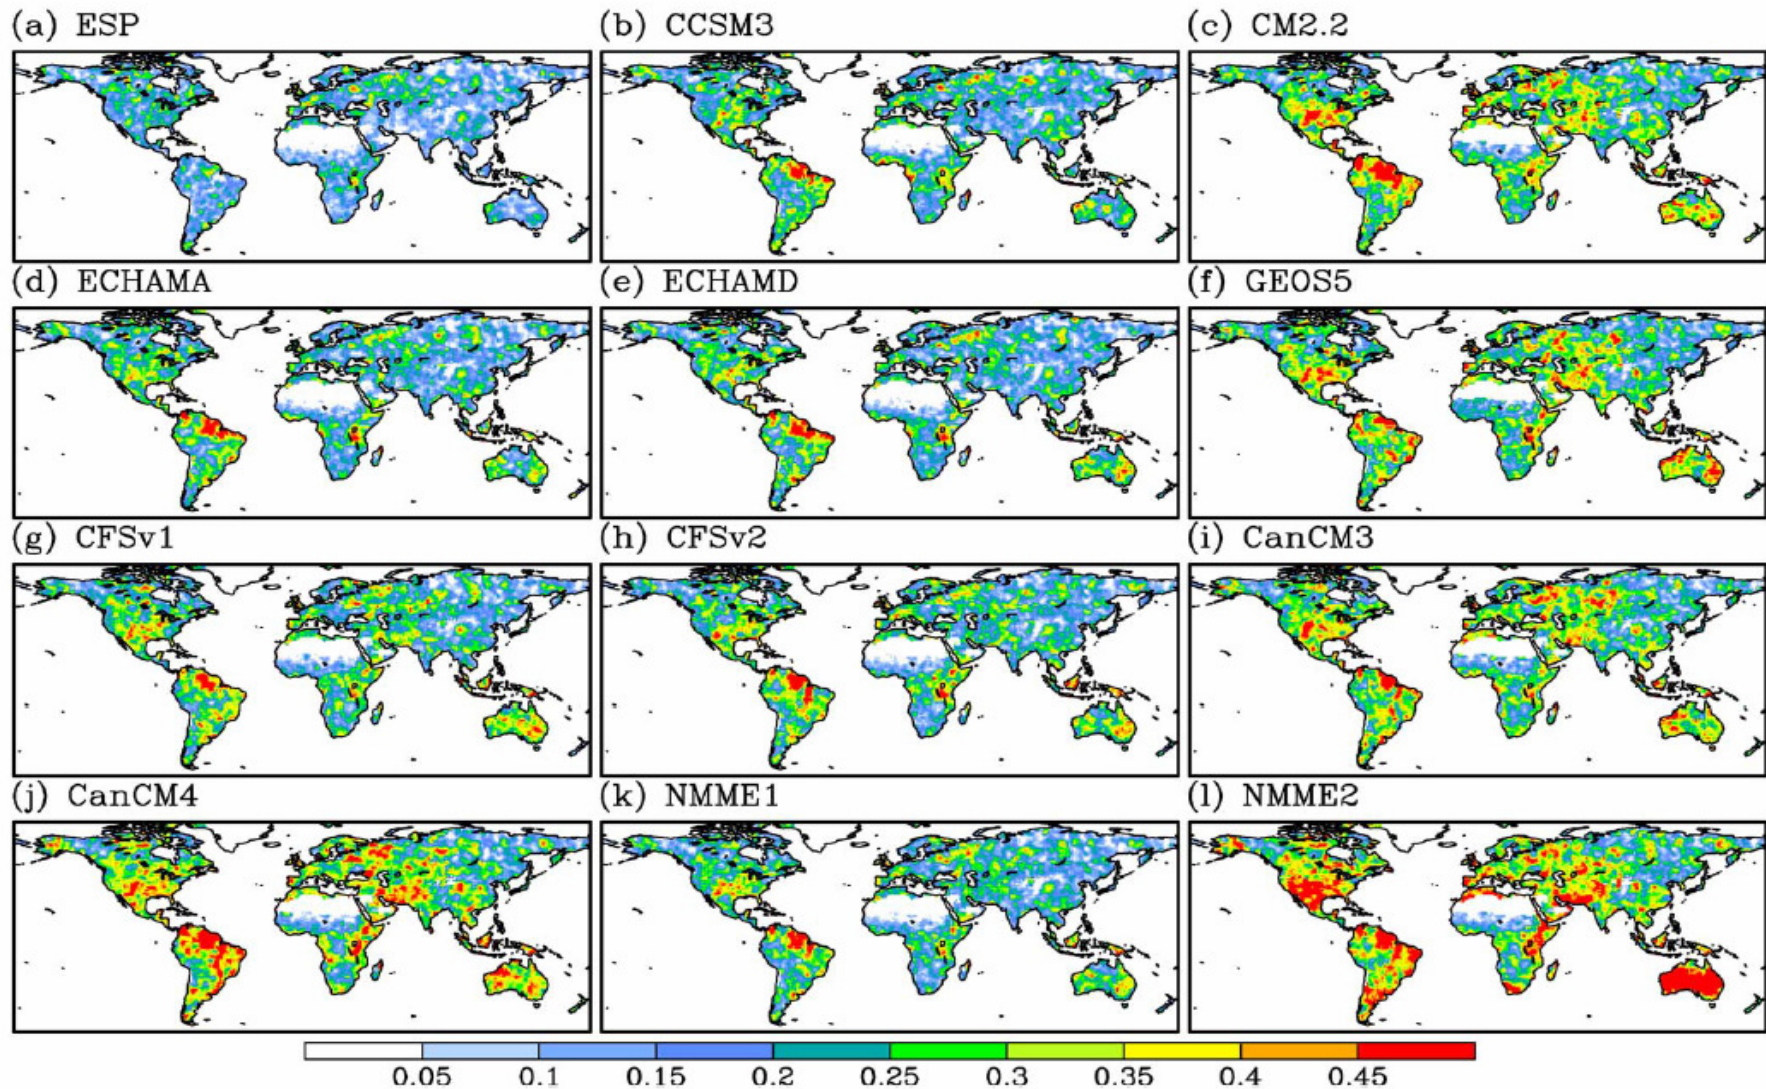 (a) ESP
(b) CCSM3
(c) CM2.2
(d) ECHAMA
(e) ECHAMD
(f) GEOS5
(g) CFSv1
(h) CFSv2
(i) CanCM3
(j) CanCM4
(k) NMME1
(l) NMME2
0.05 0.1 0.15 0.2 0.25 0.3 0.35 0.4 0.45